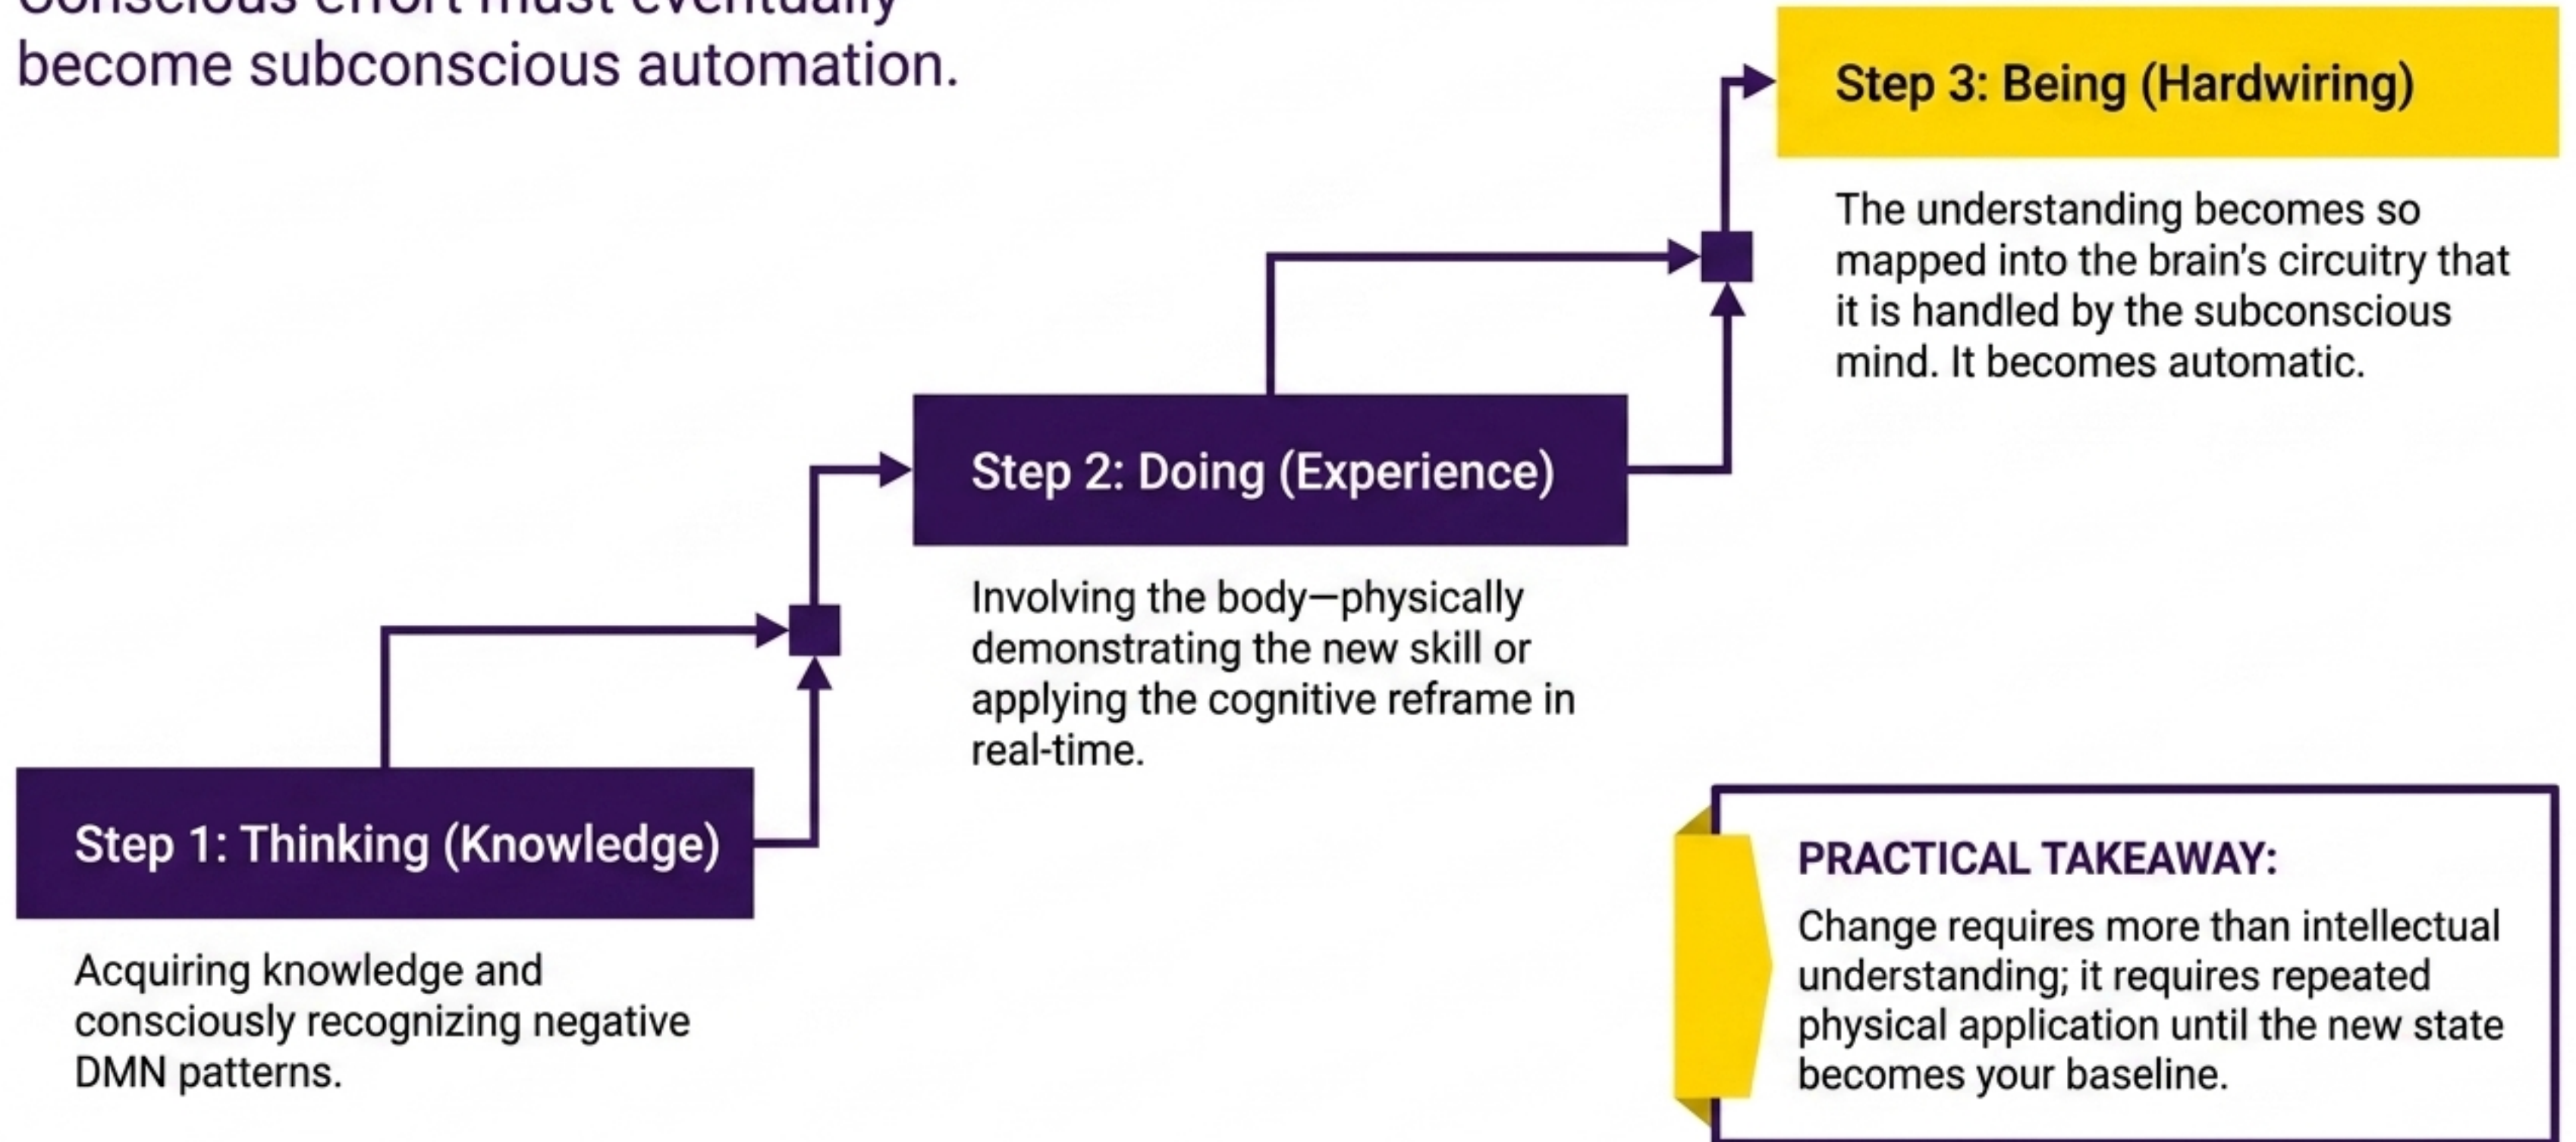 Conscious effort must eventually
become subconscious automation.
Step 3: Being (Hardwiring)
The understanding becomes so
mapped into the brain's circuitry that
it is handled by the subconscious
mind. It becomes automatic.
Step 2: Doing (Experience)
Involving the body—physically
demonstrating the new skill or
applying the cognitive reframe in
real-time.
Step 1: Thinking (Knowledge)
Acquiring knowledge and
consciously recognizing negative
DMN patterns.
PRACTICAL TAKEAWAY:
Change requires more than intellectual
understanding; it requires repeated
physical application until the new state
becomes your baseline.